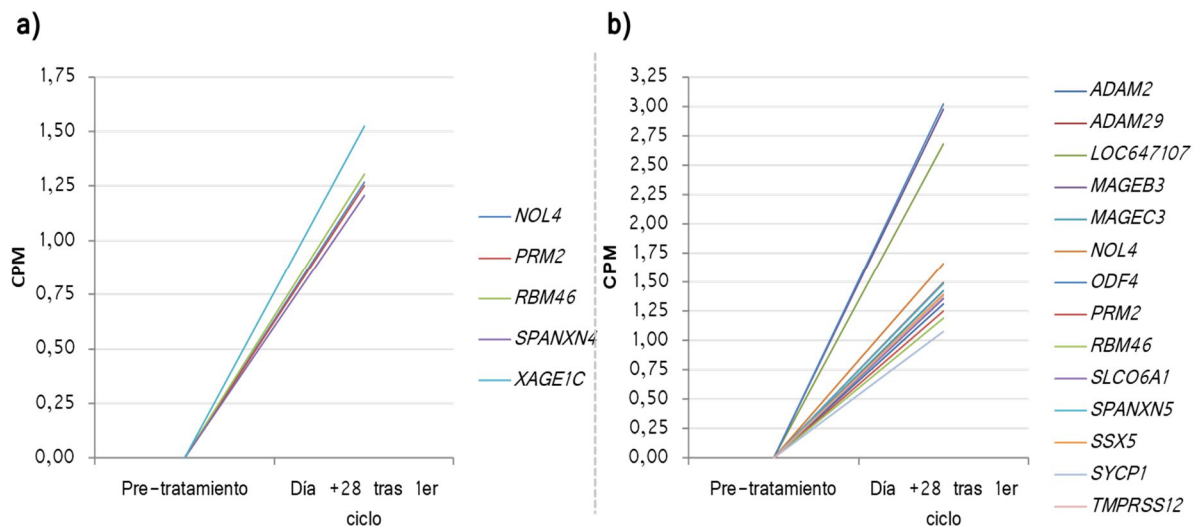 a)
1,75
1,50
1,25
1,00
0,75
0,50
0,25
0,00
CPM
Pre-tratamiento
Día +28 tras 1er
ciclo
NOL4
PRM2
RBM46
SPANXN4
XAGE1C
b)
3,25
3,00
2,75
2,50
2,25
2,00
1,75
1,50
1,25
1,00
0,75
0,50
0,25
0,00
CPM
Pre-tratamiento
Día +28 tras 1er
ciclo
ADAM2
ADAM29
LOC647107
MAGEB3
MAGEC3
NOL4
ODF4
PRM2
RBM46
SLCO6A1
SPANXN5
SSX5
SYCP1
TMPRSS12